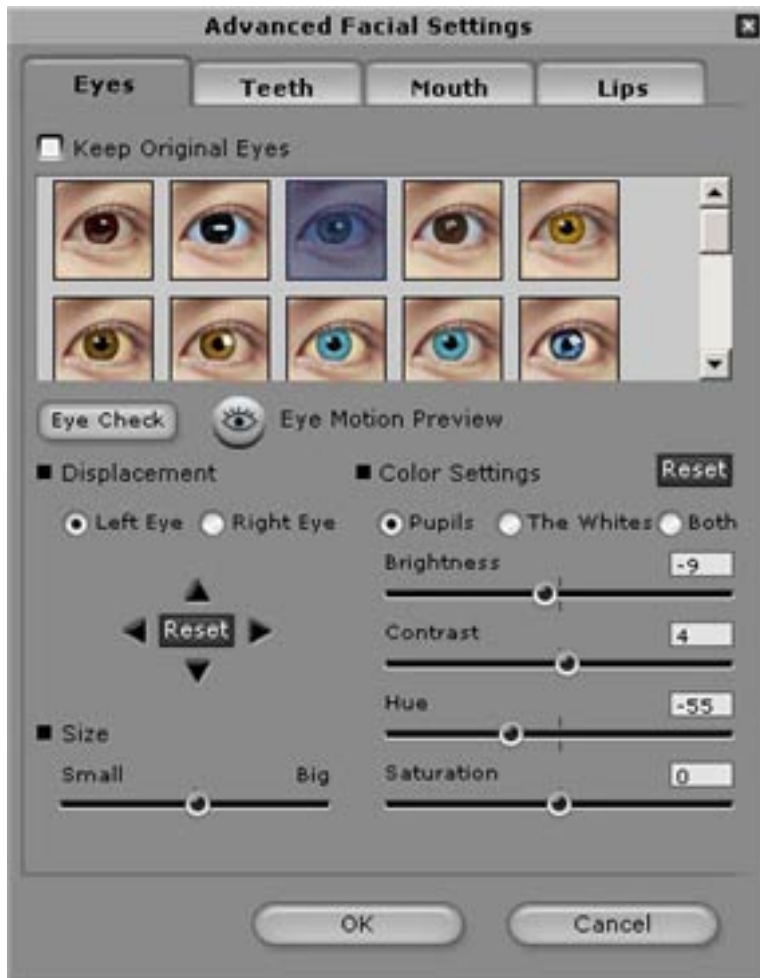 Advanced Facial Settings
Eyes Teeth Mouth Lips
Keep Original Eyes
Eye Check Eye Motion Preview
Displacement
Left Eye Right Eye
Reset
Size
Small Big
Color Settings Reset
Pupils The Whites Both
Brightness -9
Contrast 4
Hue -55
Saturation 0
OK Cancel